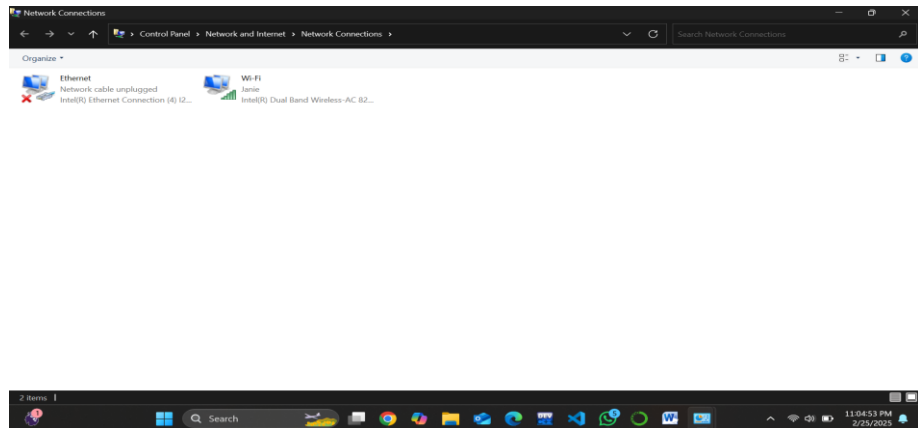 Network Connections
Control Panel > Network and Internet > Network Connections >
Search Network Connections
Organize
Ethernet
Network cable unplugged
Intel(R) Ethernet Connection (4) I2...
Wi-Fi
Janie
Intel(R) Dual Band Wireless-AC 82...
2 items
1
Search
11:04:53 PM
2/25/2025